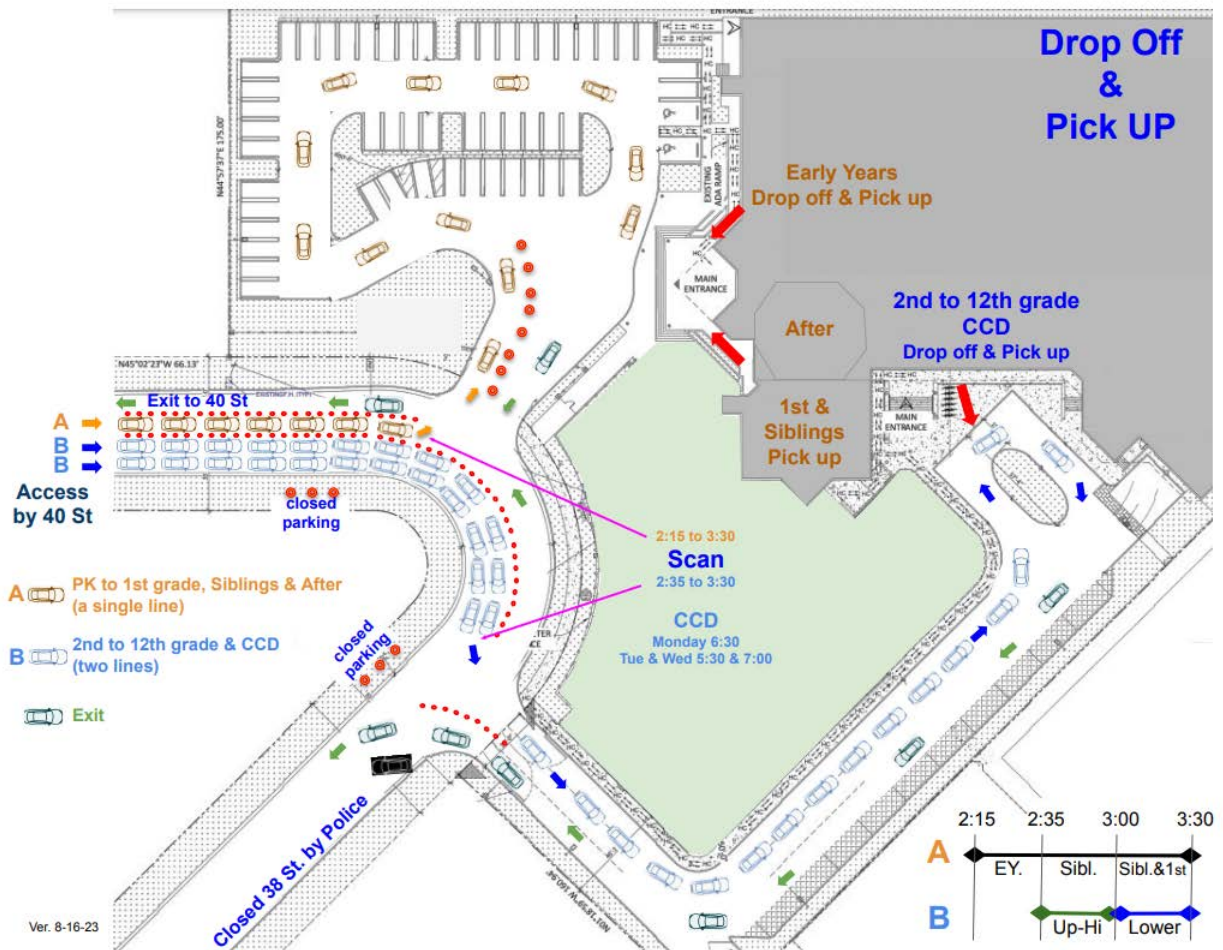 ENTRANCE
Drop Off
&
Pick UP
N44°57'37"E 175.00'
EXISTING
ADA RAMP
Early Years
Drop off & Pick up
MAIN
ENTRANCE
After
2nd to 12th grade
CCD
Drop off & Pick up
MAIN
ENTRANCE
1st &
Siblings
Pick up
N45°02'23"W 66.13'
Exit to 40 St
A
B
B
Access
by 40 St
closed
parking
2:15 to 3:30
Scan
2:35 to 3:30
CCD
Monday 6:30
Tue & Wed 5:30 & 7:00
A PK to 1st grade, Siblings & After
(a single line)
B 2nd to 12th grade & CCD
(two lines)
Exit
closed
parking
Closed 38 St. by Police
2:15 2:35 3:00 3:30
A
EY. Sibl. Sibl.&1st
B
Up-Hi Lower
Ver. 8-16-23